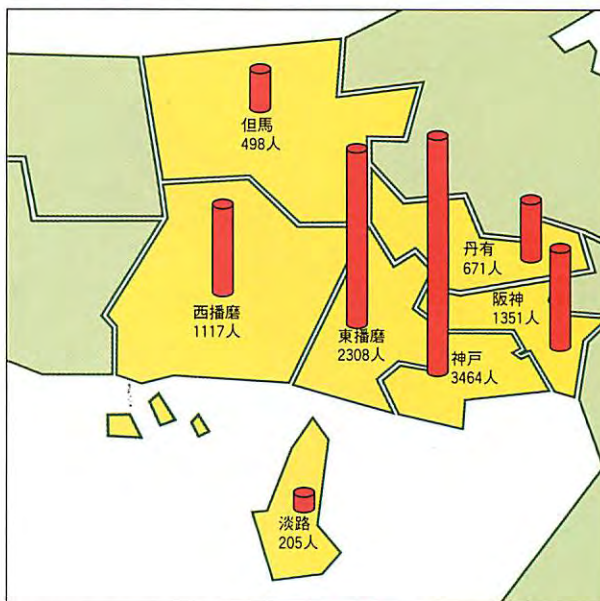 但馬
498人
丹有
671人
西播磨
1117人
東播磨
2308人
阪神
1351人
神戸
3464人
淡路
205人